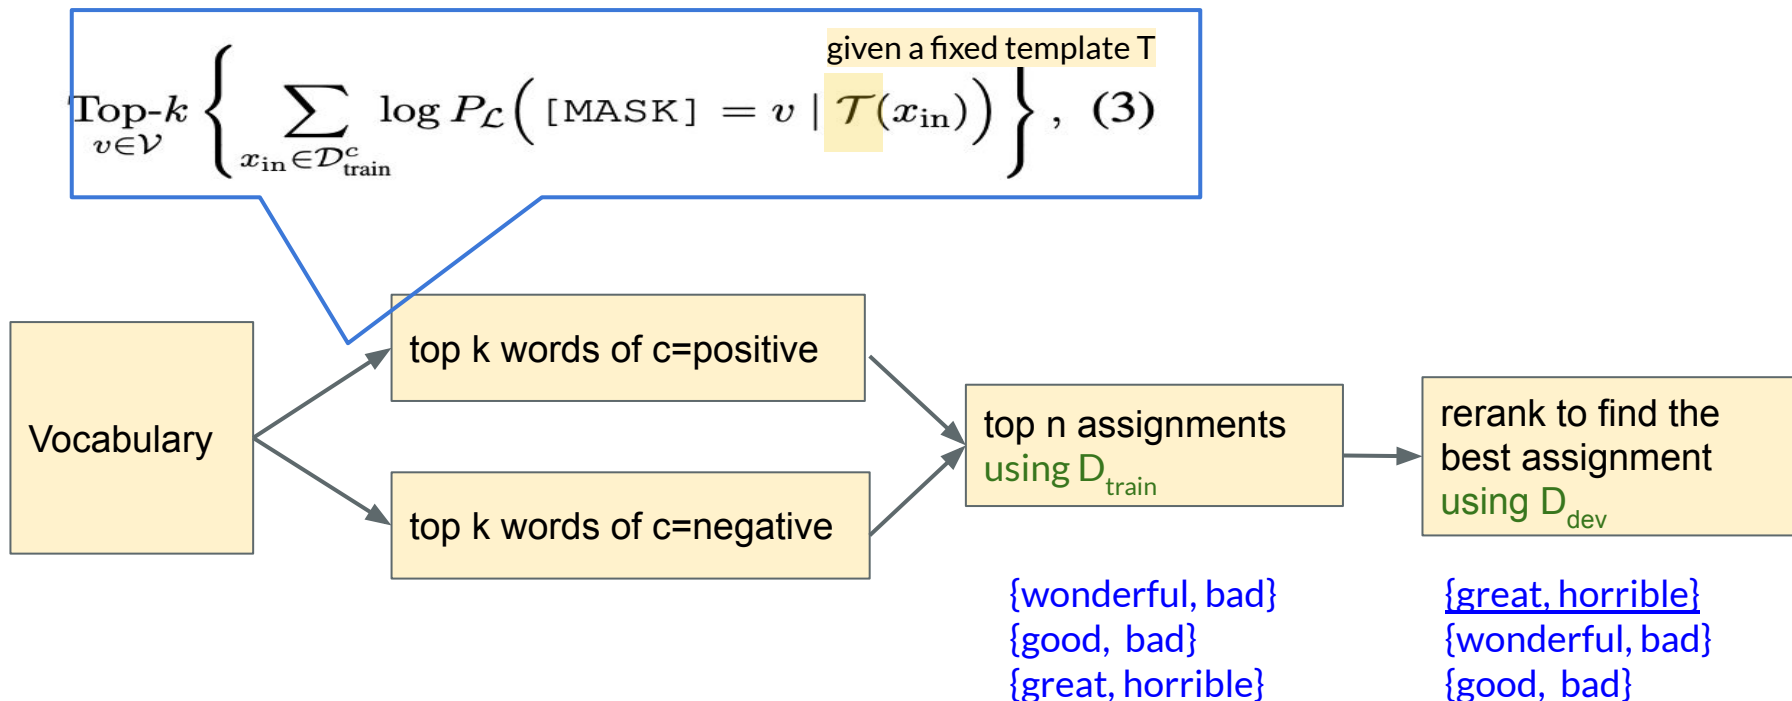 given a fixed template T
Top-k { ∑ log P_L( [MASK] = v | T(x_in) ) } , (3)
v∈V x_in∈D^c_train
top k words of c=positive
Vocabulary
top k words of c=negative
top n assignments
using D_train
rerank to find the
best assignment
using D_dev
{wonderful, bad}
{good, bad}
{great, horrible}
{great, horrible}
{wonderful, bad}
{good, bad}